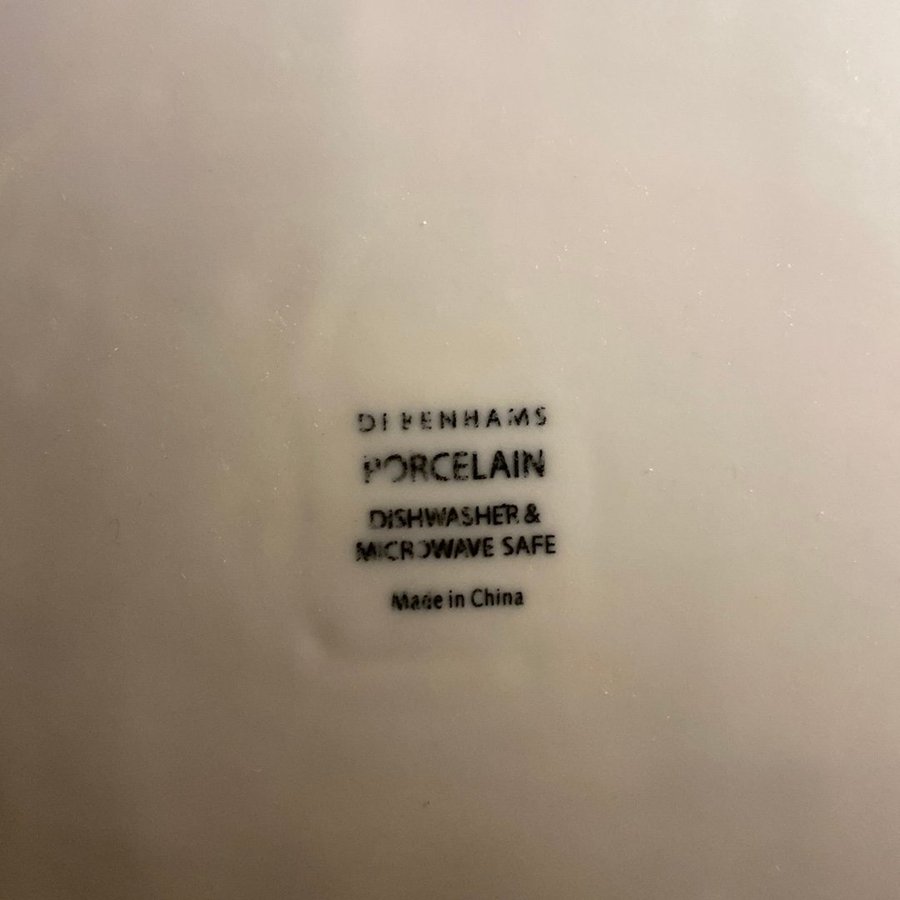 DEBENHAMS
PORCELAIN
DISHWASHER &
MICROWAVE SAFE
Made in China